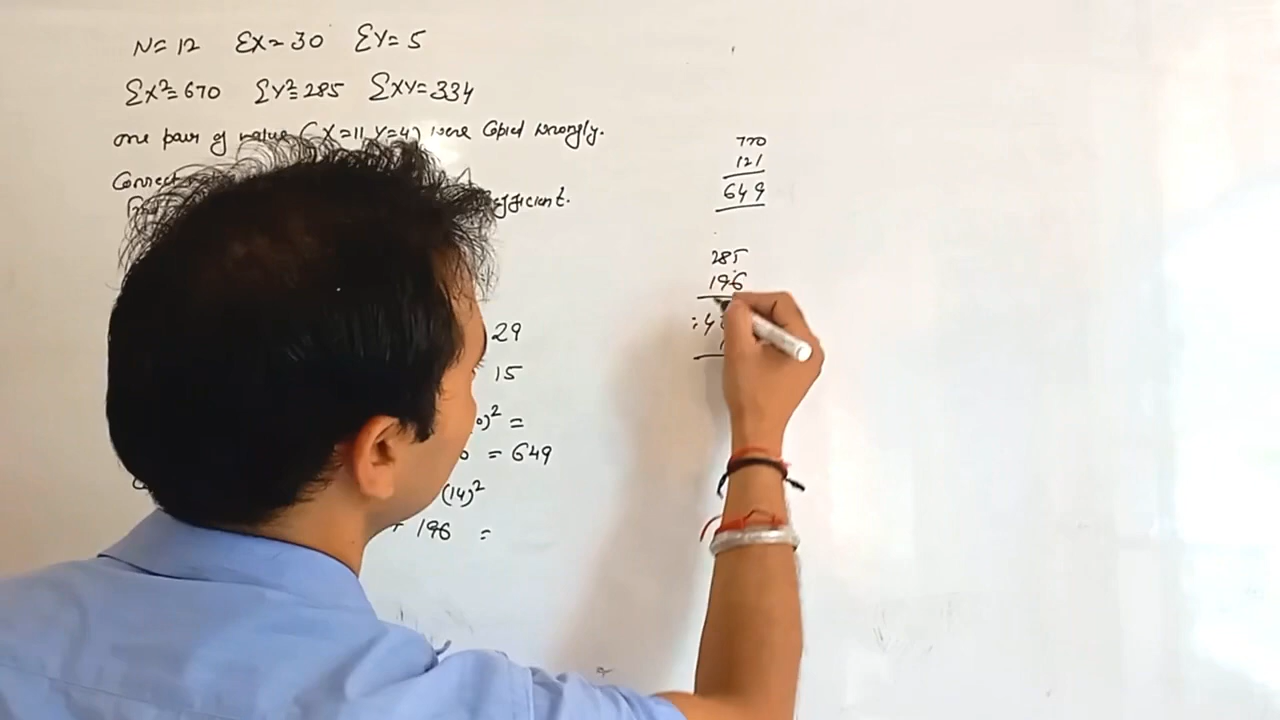 N= 12 ΣX= 30 ΣY= 5
ΣX²= 670 ΣY²= 285 ΣXY= 334
one pair of value (X=11, Y=4) were Copied wrongly.
Correct
efficient.
29
15
)² =
= 649
(14)²
+ 196 =
770
121
649
285
196
4